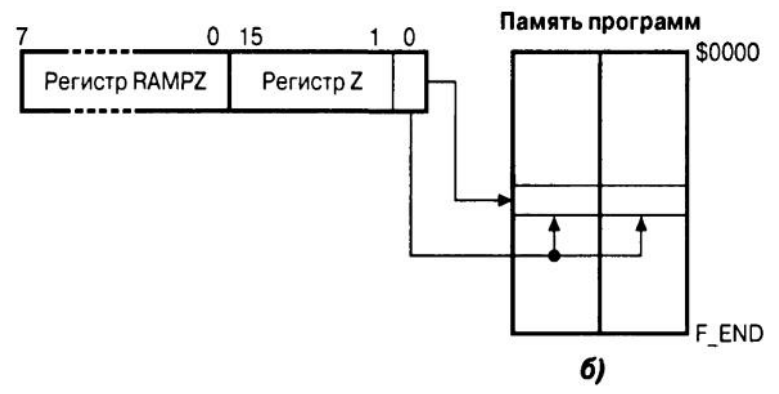 Память программ
7 0 15 1 0
$0000
Регистр RAMPZ Регистр Z
F_END
б)